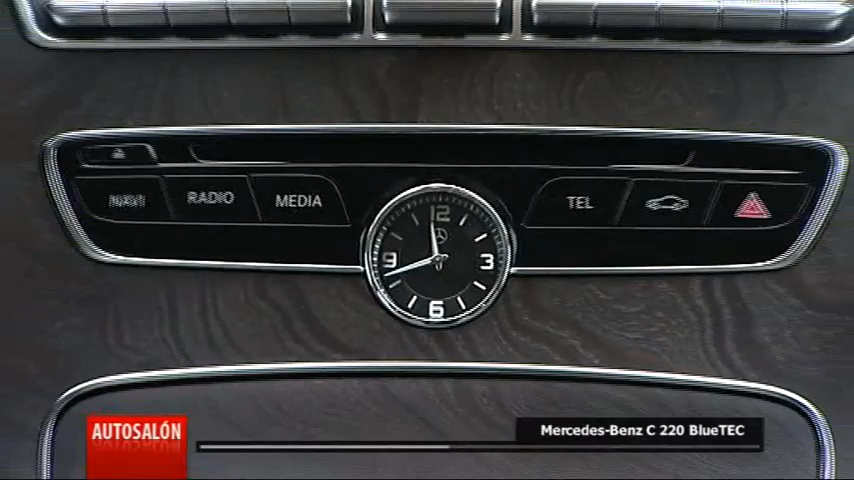 NAVI
RADIO
MEDIA
TEL
12
9
3
6
AUTOSALÓN
Mercedes-Benz C 220 BlueTEC